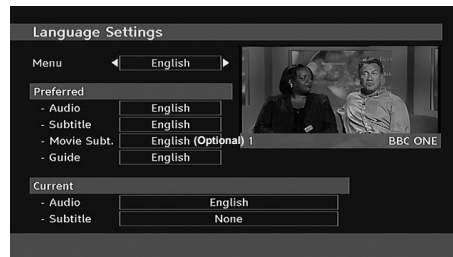 Language Settings
Menu English
Preferred
- Audio English
- Subtitle English
- Movie Subt. English (Optional) 1
- Guide English
BBC ONE
Current
- Audio English
- Subtitle None